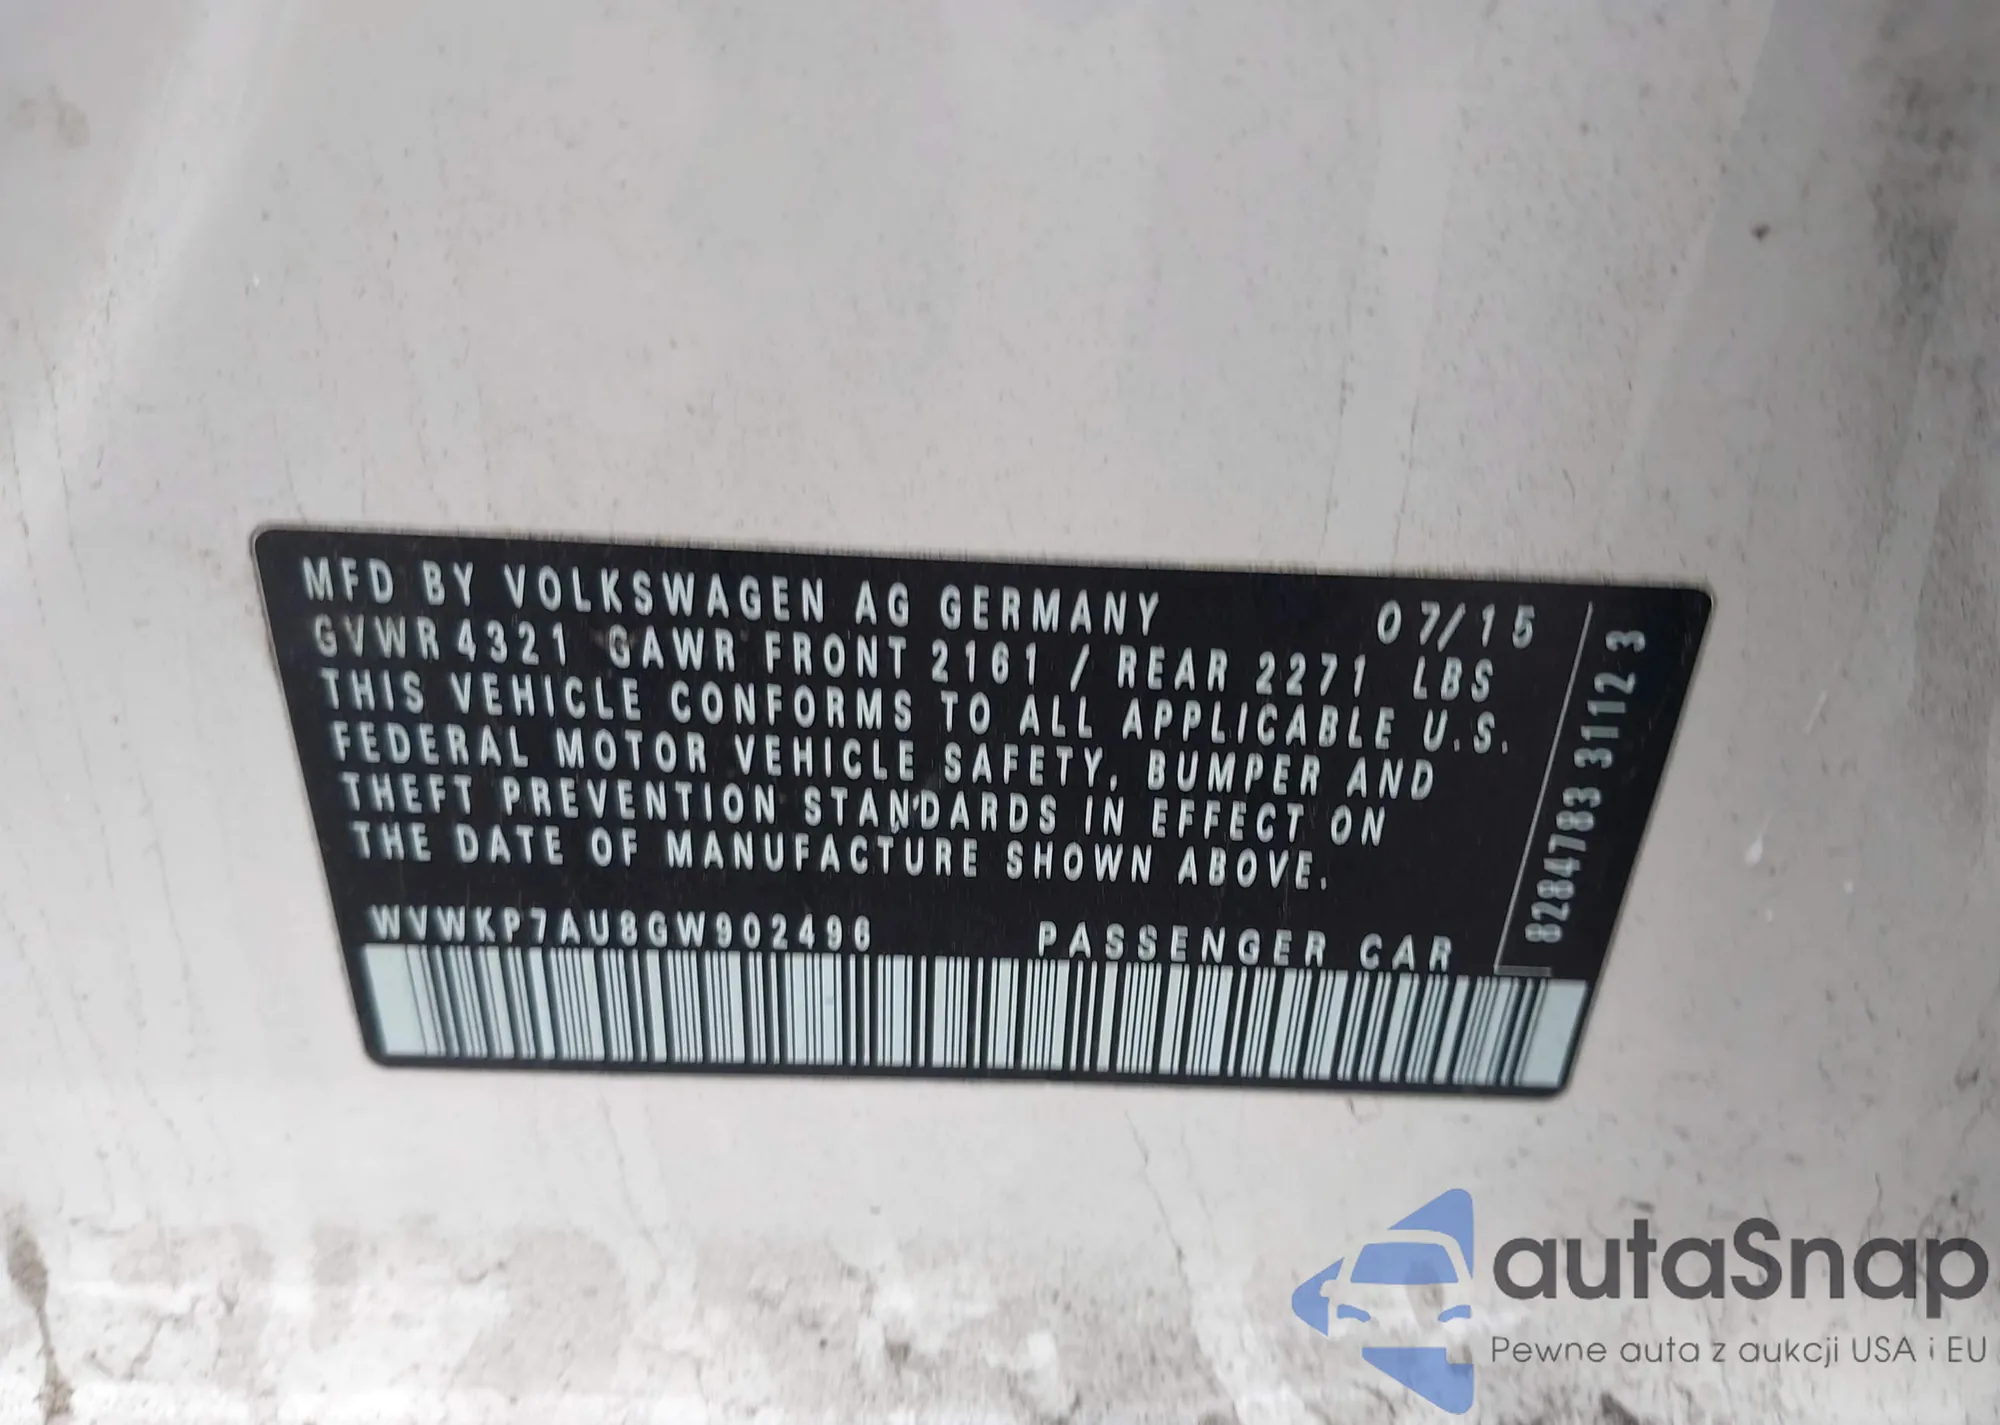 MFD BY VOLKSWAGEN AG GERMANY 07/15
GVWR 4321 GAWR FRONT 2161 / REAR 2271 LBS
THIS VEHICLE CONFORMS TO ALL APPLICABLE U.S.
FEDERAL MOTOR VEHICLE SAFETY, BUMPER AND
THEFT PREVENTION STANDARDS IN EFFECT ON
THE DATE OF MANUFACTURE SHOWN ABOVE.
WVWKP7AU8GW902496 PASSENGER CAR
8284783 3112 3
autaSnap
Pewne auta z aukcji USA i EU